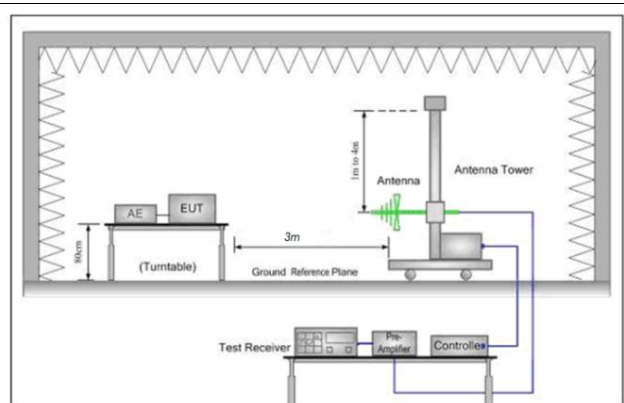 1m to 4m
Antenna Tower
Antenna
AE
EUT
80cm
3m
(Turntable)
Ground Reference Plane
Test Receiver
Pre-
Amplifier
Controller